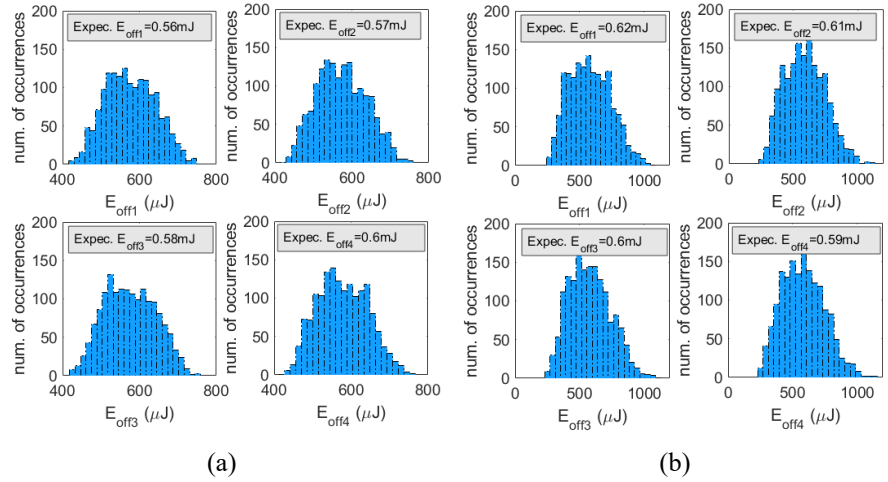 Expec. Eoff1=0.56mJ
num. of occurrences
200
150
100
50
0
400 600 800
Eoff1 (μJ)
Expec. Eoff2=0.57mJ
num. of occurrences
200
150
100
50
0
400 600 800
Eoff2 (μJ)
Expec. Eoff3=0.58mJ
num. of occurrences
200
150
100
50
0
400 600 800
Eoff3 (μJ)
Expec. Eoff4=0.6mJ
num. of occurrences
200
150
100
50
0
400 600 800
Eoff4 (μJ)
(a)
Expec. Eoff1=0.62mJ
num. of occurrences
200
150
100
50
0
0 500 1000
Eoff1 (μJ)
Expec. Eoff2=0.61mJ
num. of occurrences
200
150
100
50
0
0 500 1000
Eoff2 (μJ)
Expec. Eoff3=0.6mJ
num. of occurrences
200
150
100
50
0
0 500 1000
Eoff3 (μJ)
Expec. Eoff4=0.59mJ
num. of occurrences
200
150
100
50
0
0 500 1000
Eoff4 (μJ)
(b)